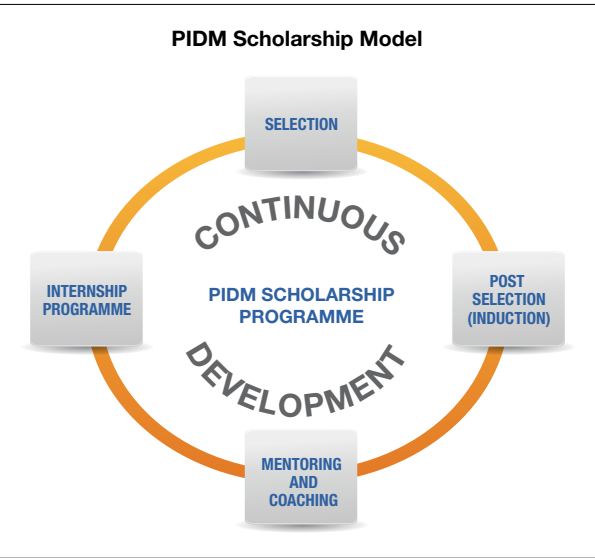 PIDM Scholarship Model
SELECTION
CONTINUOUS
INTERNSHIP
PROGRAMME
PIDM SCHOLARSHIP
PROGRAMME
POST
SELECTION
(INDUCTION)
DEVELOPMENT
MENTORING
AND
COACHING